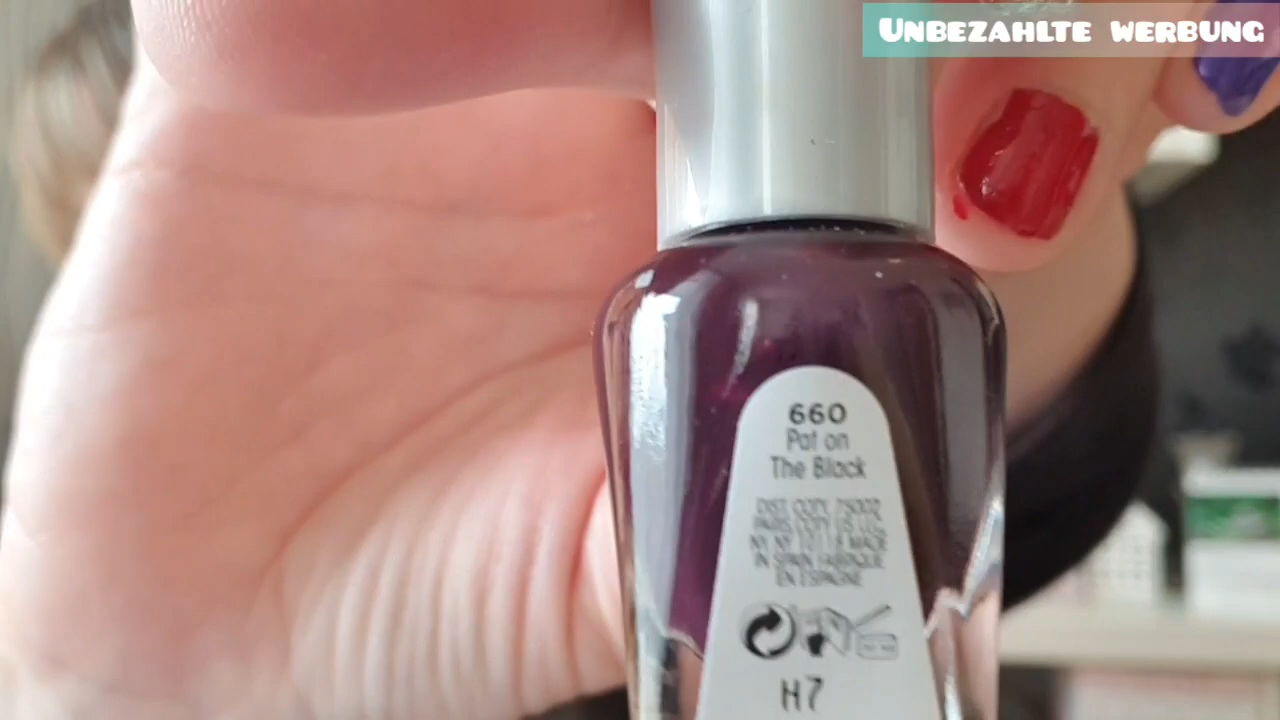 UNBEZAHLTE WERBUNG
660
Pat on
The Black
DIST. COTY, 75002
PARIS COTY US LLC,
NY NY 10118 MADE
IN SPAIN FABRIQUÉ
EN ESPAGNE
H7